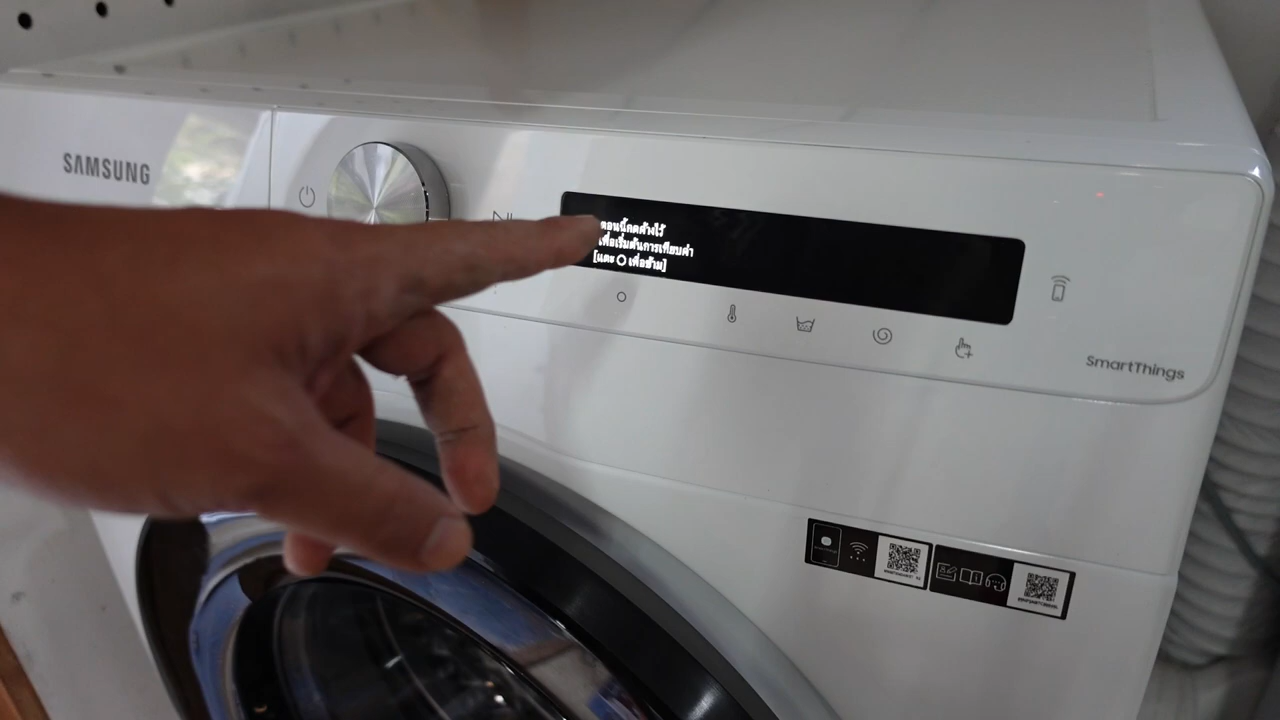 SAMSUNG
ตอนนี้กดค้างไว้
เพื่อเริ่มต้นการเทียบค่า
[แตะ O เพื่อข้าม]
SmartThings